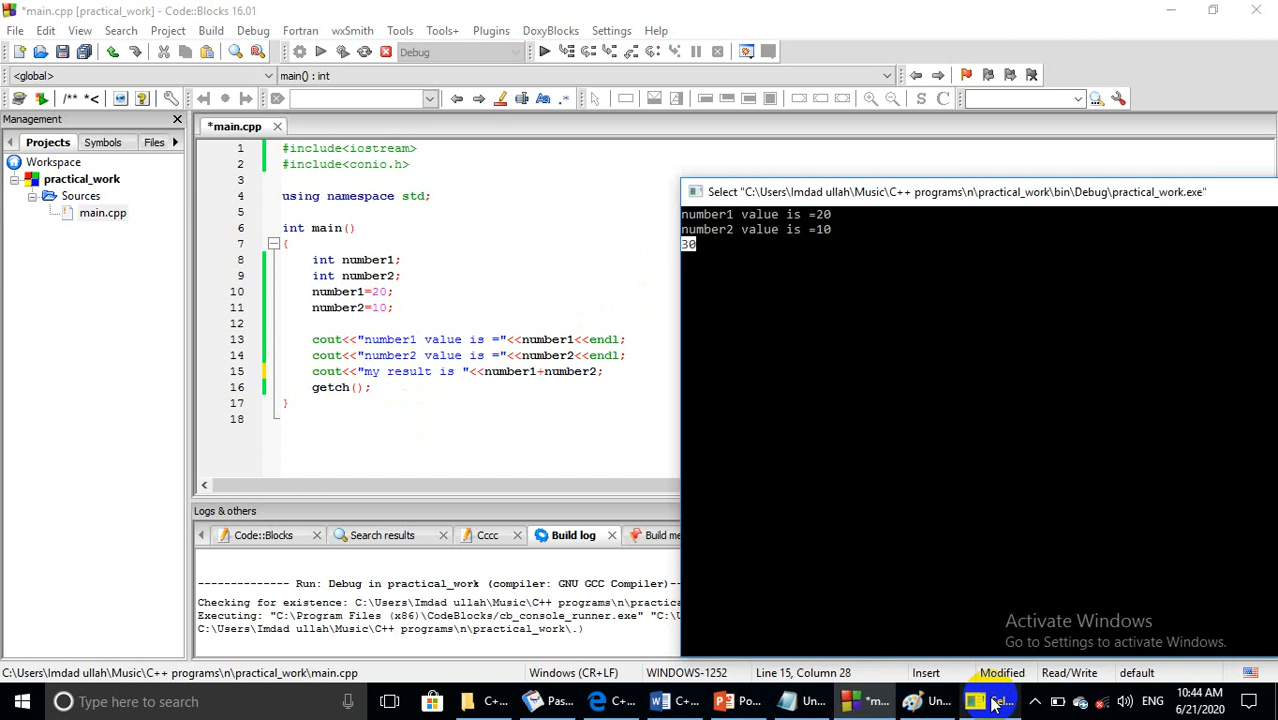 *main.cpp [practical_work] - Code::Blocks 16.01
File Edit View Search Project Build Debug Fortran wxSmith Tools Tools+ Plugins DoxyBlocks Settings Help
Debug
<global> main() : int
/** *< S C
Management
Projects Symbols Files
*main.cpp
Workspace
practical_work
Sources
main.cpp
1 #include<iostream>
2 #include<conio.h>
3
4 using namespace std;
5
6 int main()
7 {
8 int number1;
9 int number2;
10 number1=20;
11 number2=10;
12
13 cout<<"number1 value is ="<<number1<<endl;
14 cout<<"number2 value is ="<<number2<<endl;
15 cout<<"my result is "<<number1+number2;
16 getch();
17 }
18
Select "C:\Users\Imdad ullah\Music\C++ programs\n\practical_work\bin\Debug\practical_work.exe"
number1 value is =20
number2 value is =10
30
Logs & others
Code::Blocks Search results Cccc Build log Build me
-------------- Run: Debug in practical_work (compiler: GNU GCC Compiler)---
Checking for existence: C:\Users\Imdad ullah\Music\C++ programs\n\practica
Executing: "C:\Program Files (x86)\CodeBlocks/cb_console_runner.exe" "C:\U
C:\Users\Imdad ullah\Music\C++ programs\n\practical_work\.)
Activate Windows
Go to Settings to activate Windows.
C:\Users\Imdad ullah\Music\C++ programs\n\practical_work\main.cpp Windows (CR+LF) WINDOWS-1252 Line 15, Column 28 Insert Modified Read/Write default
Type here to search C+... Pas... C+... C+... Po... Un... *m... Un... ENG 10:44 AM
6/21/2020